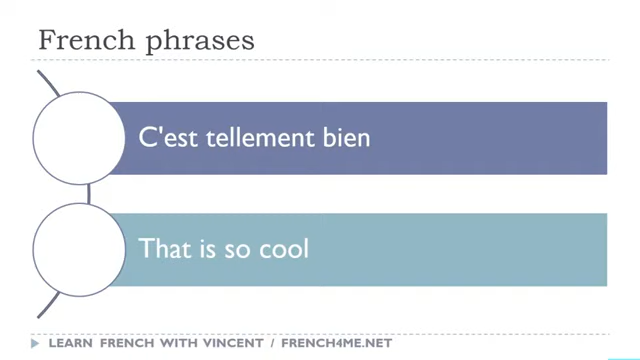 French phrases
C'est tellement bien
That is so cool
LEARN FRENCH WITH VINCENT / FRENCH4ME.NET